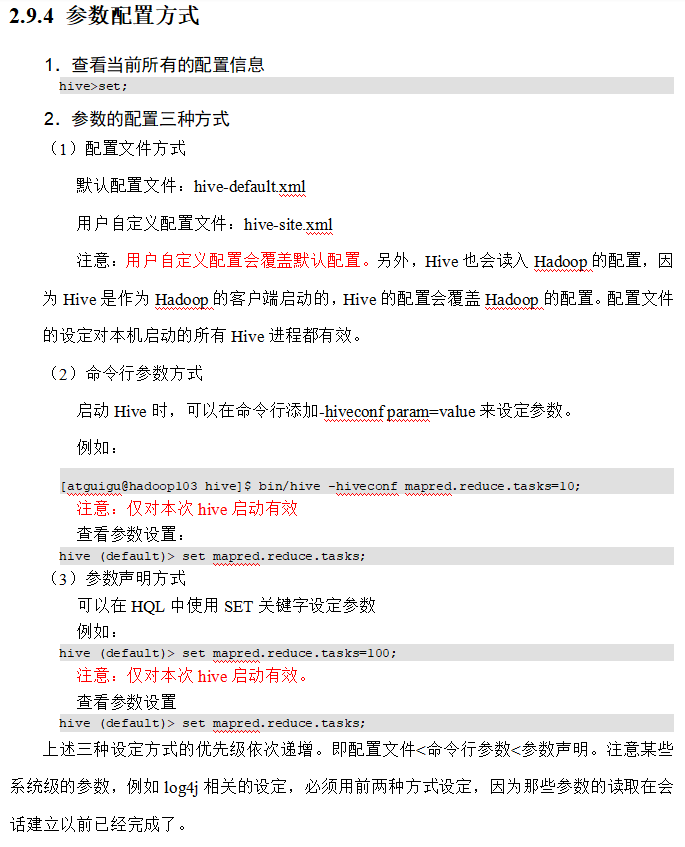 2.9.4 参数配置方式
1．查看当前所有的配置信息
hive>set;
2．参数的配置三种方式
（1）配置文件方式
默认配置文件：hive-default.xml
用户自定义配置文件：hive-site.xml
注意：用户自定义配置会覆盖默认配置。另外，Hive 也会读入 Hadoop 的配置，因
为 Hive 是作为 Hadoop 的客户端启动的，Hive 的配置会覆盖 Hadoop 的配置。配置文件
的设定对本机启动的所有 Hive 进程都有效。
（2）命令行参数方式
启动 Hive 时，可以在命令行添加-hiveconf param=value 来设定参数。
例如：
[atguigu@hadoop103 hive]$ bin/hive -hiveconf mapred.reduce.tasks=10;
注意：仅对本次 hive 启动有效
查看参数设置：
hive (default)> set mapred.reduce.tasks;
（3）参数声明方式
可以在 HQL 中使用 SET 关键字设定参数
例如：
hive (default)> set mapred.reduce.tasks=100;
注意：仅对本次 hive 启动有效。
查看参数设置
hive (default)> set mapred.reduce.tasks;
上述三种设定方式的优先级依次递增。即配置文件<命令行参数<参数声明。注意某些
系统级的参数，例如 log4j 相关的设定，必须用前两种方式设定，因为那些参数的读取在会
话建立以前已经完成了。